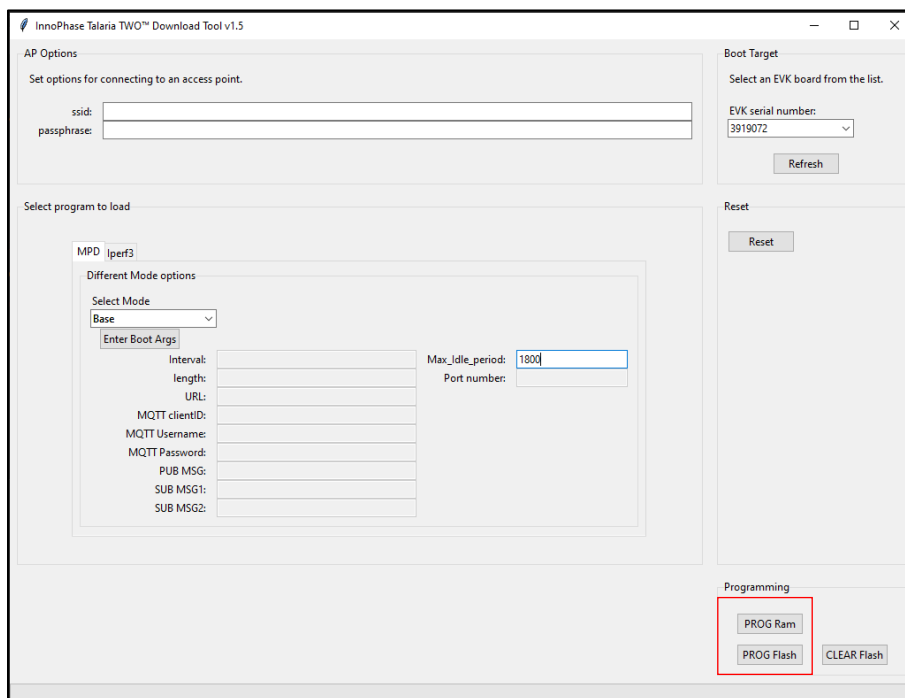 InnoPhase Talaria TWO™ Download Tool v1.5
AP Options
Set options for connecting to an access point.
ssid:
passphrase:
Boot Target
Select an EVK board from the list.
EVK serial number:
3919072
Refresh
Select program to load
MPD Iperf3
Different Mode options
Select Mode
Base
Enter Boot Args
Interval:
Max_Idle_period: 1800
length:
Port number:
URL:
MQTT clientID:
MQTT Username:
MQTT Password:
PUB MSG:
SUB MSG1:
SUB MSG2:
Reset
Reset
Programming
PROG Ram
PROG Flash CLEAR Flash